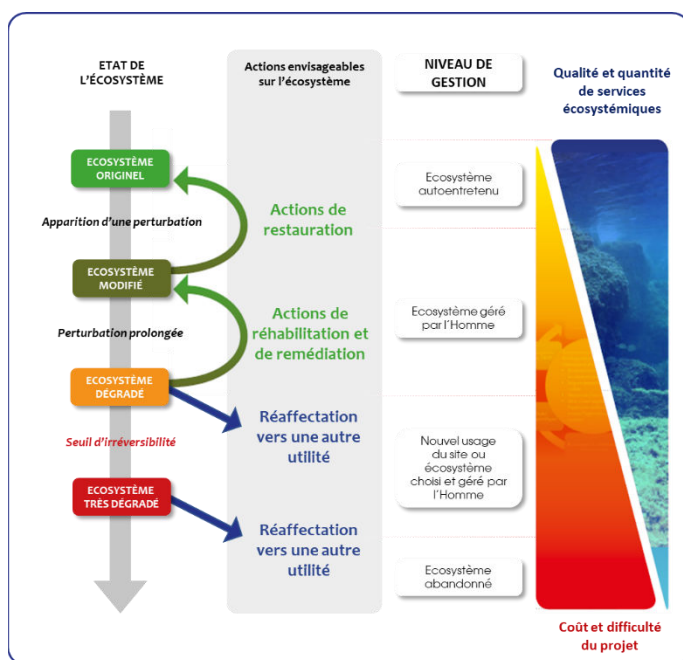 ETAT DE
L'ÉCOSYSTÈME
Actions envisageables
sur l'écosystème
NIVEAU DE
GESTION
Qualité et quantité
de services
écosystémiques
ECOSYSTÈME
ORIGINEL
Ecosystème
autoentretenu
Apparition d'une perturbation
Actions de
restauration
ECOSYSTÈME
MODIFIÉ
Perturbation prolongée
Actions de
réhabilitation et
de remédiation
Ecosystème géré
par l'Homme
ECOSYSTÈME
DÉGRADÉ
Réaffectation
vers une autre
utilité
Seuil d'irréversibilité
Nouvel usage
du site ou
écosystème
choisi et géré par
l'Homme
ECOSYSTÈME
TRÈS DÉGRADÉ
Réaffectation
vers une autre
utilité
Ecosystème
abandonné
Coût et difficulté
du projet